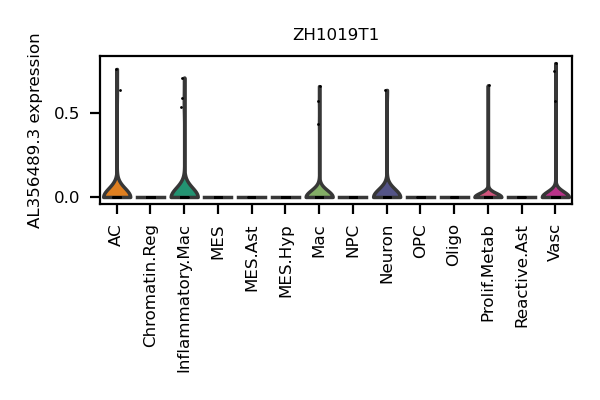 ZH1019T1
AL356489.3 expression
0.5
0.0
AC
Chromatin.Reg
Inflammatory.Mac
MES
MES.Ast
MES.Hyp
Mac
NPC
Neuron
OPC
Oligo
Prolif.Metab
Reactive.Ast
Vasc